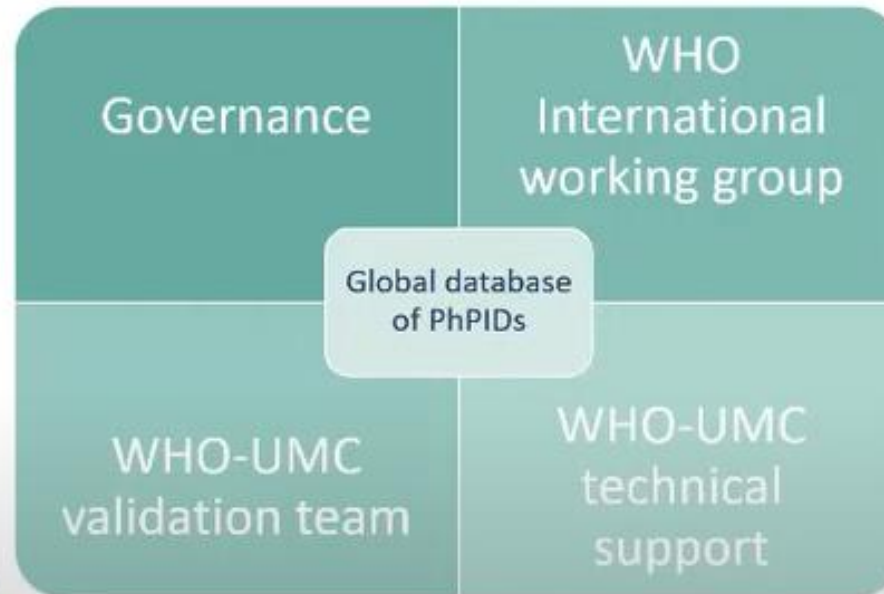 Governance
WHO
International
working group
Global database
of PhPIDs
WHO-UMC
validation team
WHO-UMC
technical
support